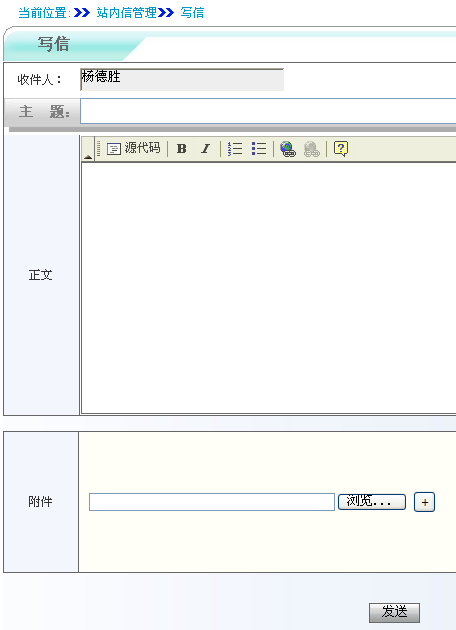 当前位置: 站内信管理 写信
写信
收件人： 杨德胜
主 题:
源代码 B I
正文
附件 浏览... +
发送